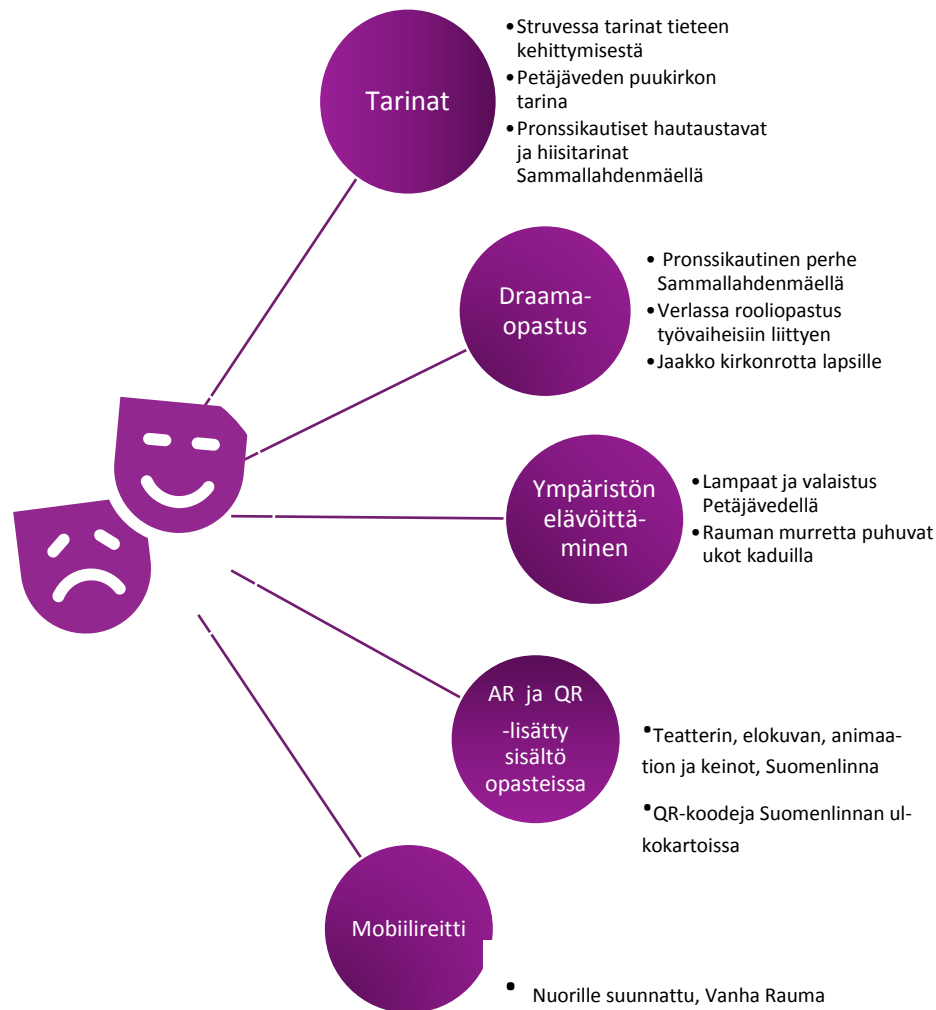 Tarinat
•Struvessa tarinat tieteen
kehittymisestä
•Petäjäveden puukirkon
tarina
•Pronssikautiset hautaustavat
ja hiisitarinat
Sammallahdenmäellä
Draama-
opastus
• Pronssikautinen perhe
Sammallahdenmäellä
•Verlassa rooliopastus
työvaiheisiin liittyen
•Jaakko kirkonrotta lapsille
Ympäristön
elävöittä-
minen
•Lampaat ja valaistus
Petäjävedellä
•Rauman murretta puhuvat
ukot kaduilla
AR ja QR
-lisätty
sisältö
opasteissa
•Teatterin, elokuvan, animaa-
tion ja keinot, Suomenlinna
•QR-koodeja Suomenlinnan ul-
kokartoissa
Mobiilireitti
• Nuorille suunnattu, Vanha Rauma